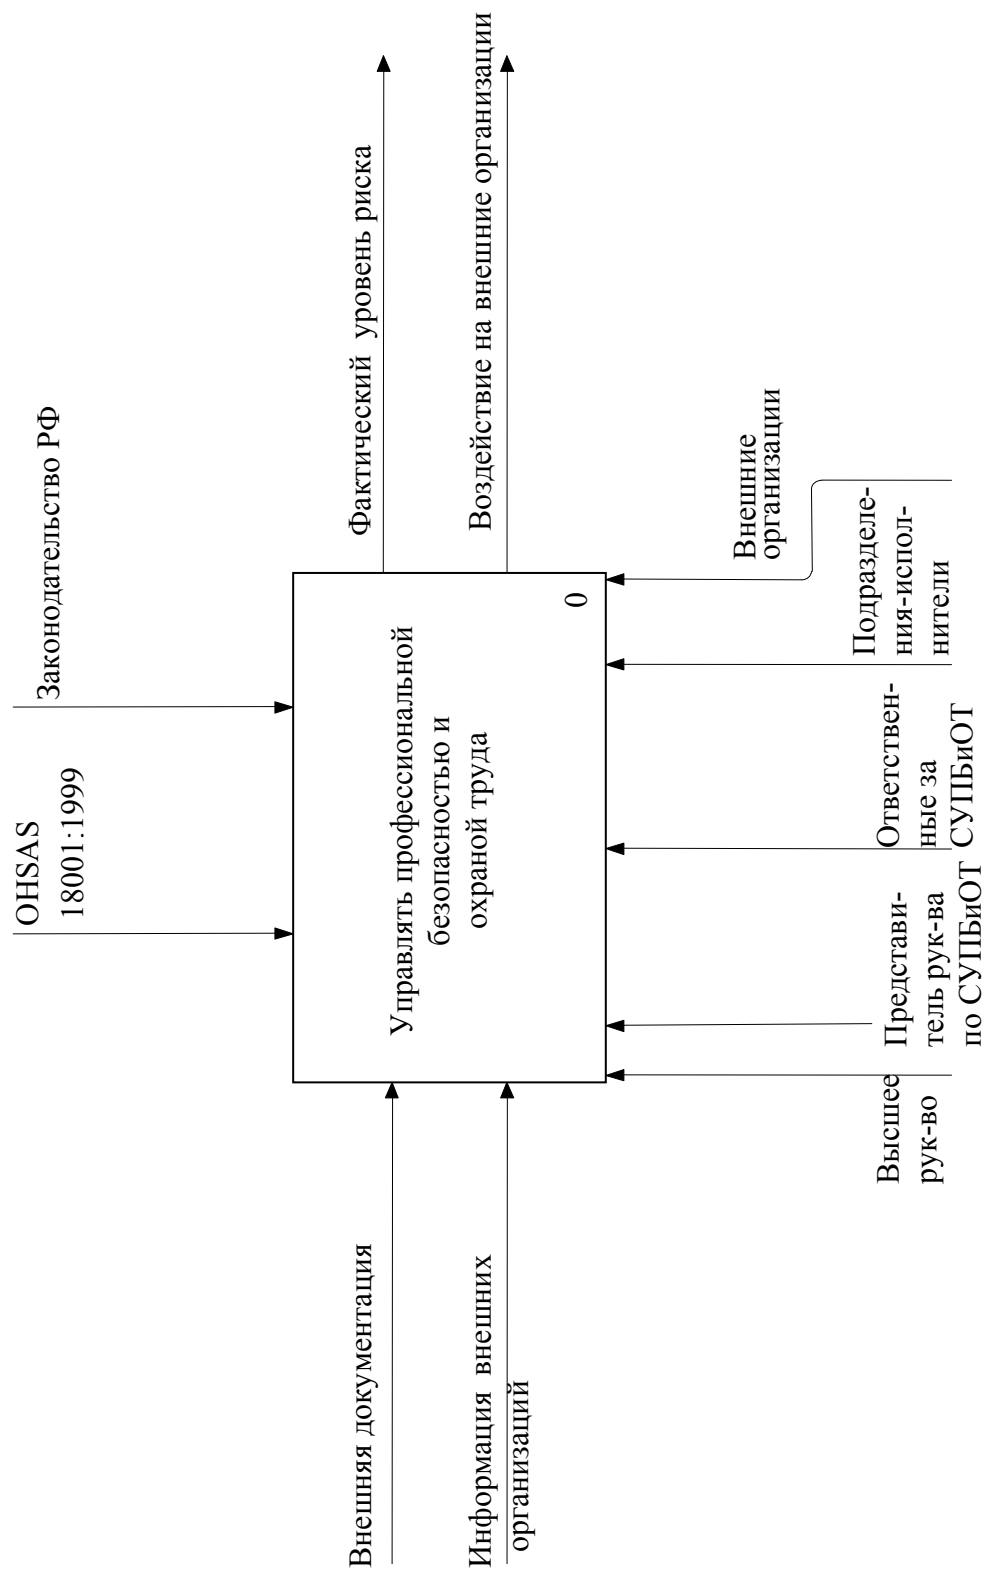 OHSAS
18001:1999
Законодательство РФ
Внешняя документация
Информация внешних
организаций
Управлять профессиональной
безопасностью и
охраной труда
0
Фактический уровень риска
Воздействие на внешние организации
Высшее
рук-во
Представи-
тель рук-ва
по СУПБиОТ
Ответствен-
ные за
СУПБиОТ
Подразделе-
ния-испол-
нители
Внешние
организации